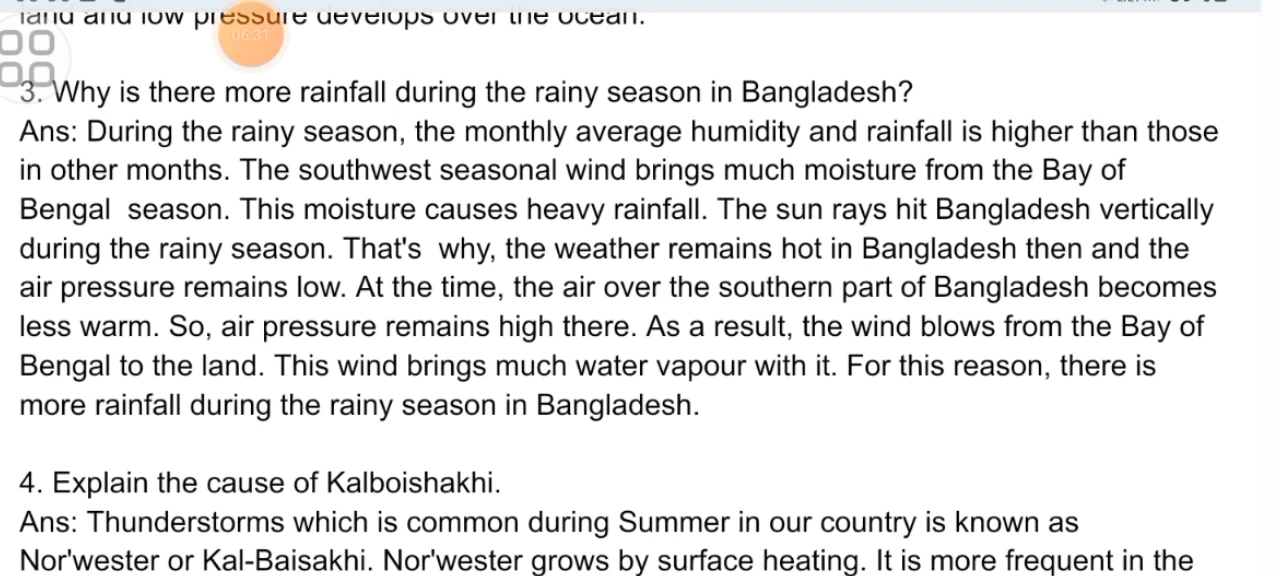 land and low pressure develops over the ocean.
06:31
3. Why is there more rainfall during the rainy season in Bangladesh?
Ans: During the rainy season, the monthly average humidity and rainfall is higher than those
in other months. The southwest seasonal wind brings much moisture from the Bay of
Bengal  season. This moisture causes heavy rainfall. The sun rays hit Bangladesh vertically
during the rainy season. That's  why, the weather remains hot in Bangladesh then and the
air pressure remains low. At the time, the air over the southern part of Bangladesh becomes
less warm. So, air pressure remains high there. As a result, the wind blows from the Bay of
Bengal to the land. This wind brings much water vapour with it. For this reason, there is
more rainfall during the rainy season in Bangladesh.
4. Explain the cause of Kalboishakhi.
Ans: Thunderstorms which is common during Summer in our country is known as
Nor'wester or Kal-Baisakhi. Nor'wester grows by surface heating. It is more frequent in the